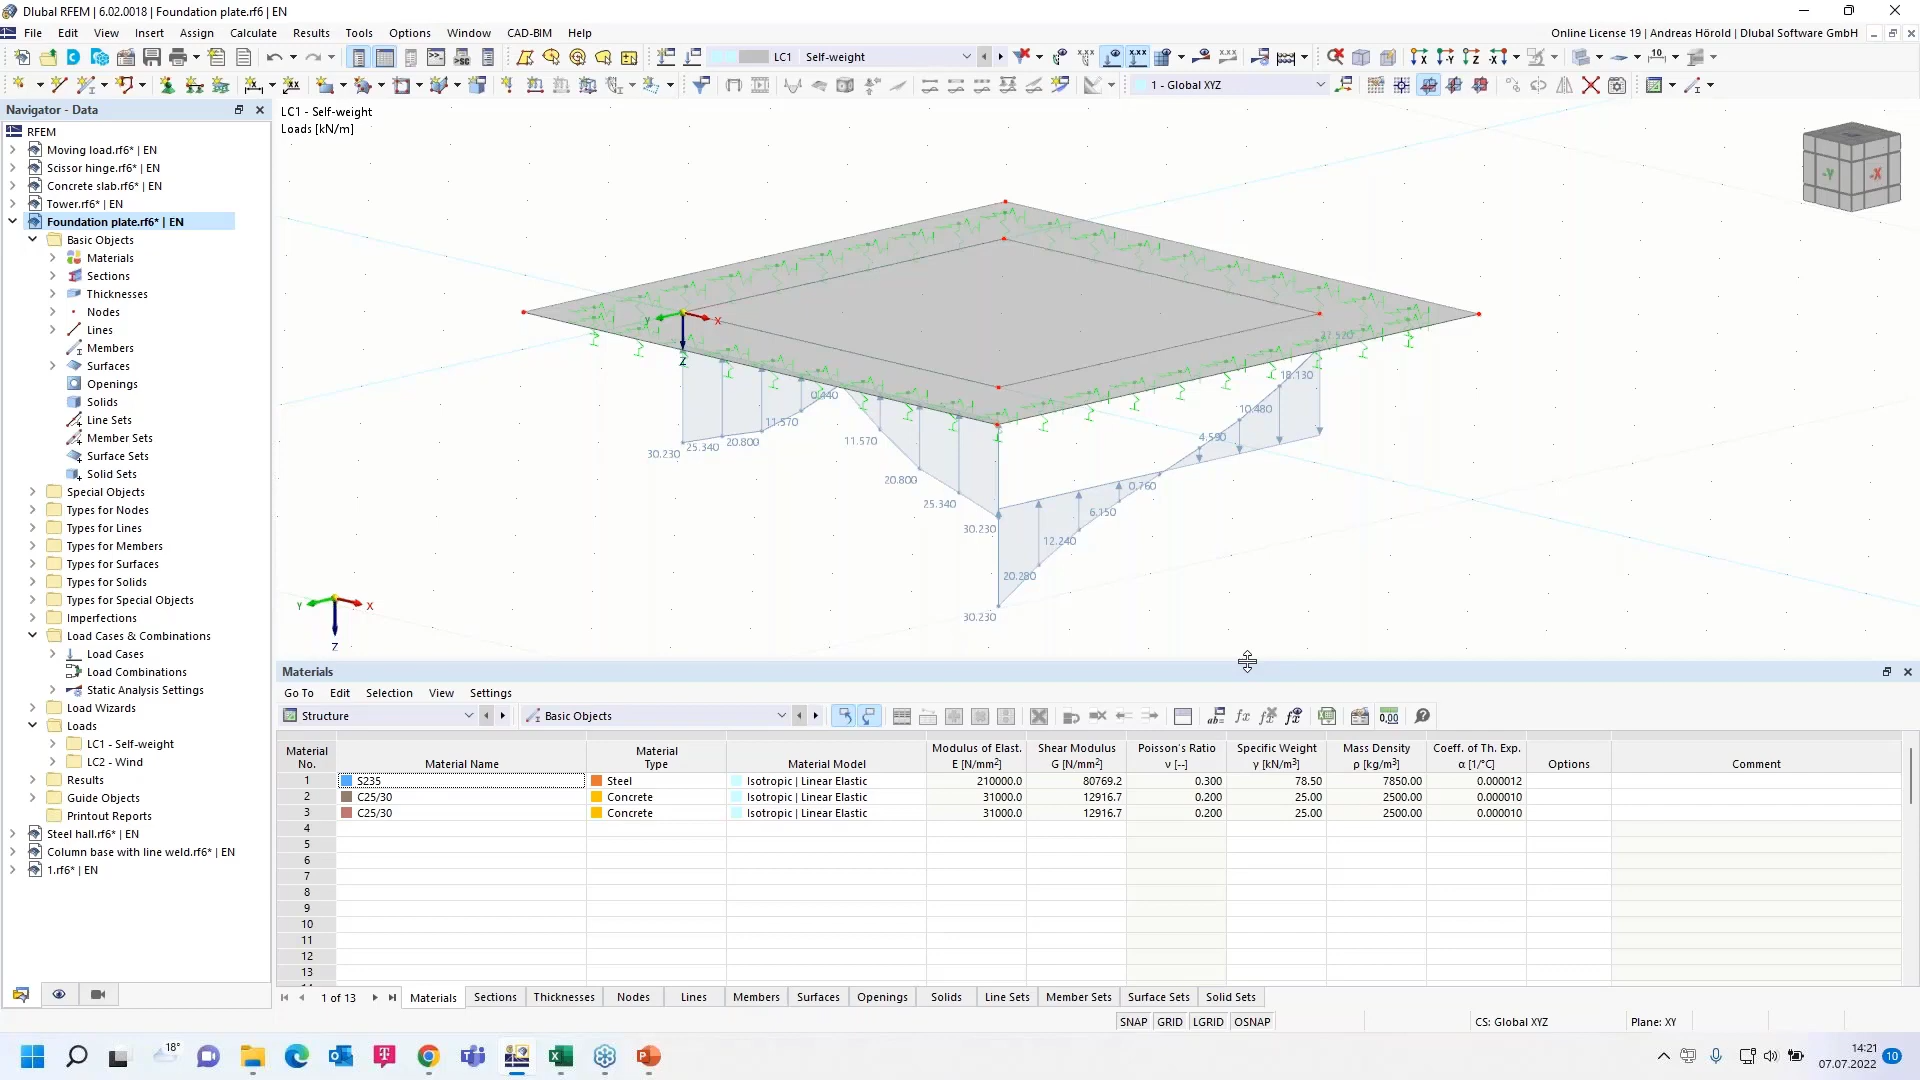 Dlubal RFEM | 6.02.0018 | Foundation plate.rf6 | EN
File Edit View Insert Assign Calculate Results Tools Options Window CAD-BIM Help
Online License 19 | Andreas Hörold | Dlubal Software GmbH
LC1 Self-weight
1 - Global XYZ
Navigator - Data
RFEM
Moving load.rf6* | EN
Scissor hinge.rf6* | EN
Concrete slab.rf6* | EN
Tower.rf6* | EN
Foundation plate.rf6* | EN
Basic Objects
Materials
Sections
Thicknesses
Nodes
Lines
Members
Surfaces
Openings
Solids
Line Sets
Member Sets
Surface Sets
Solid Sets
Special Objects
Types for Nodes
Types for Lines
Types for Members
Types for Surfaces
Types for Solids
Types for Special Objects
Imperfections
Load Cases & Combinations
Load Cases
Load Combinations
Static Analysis Settings
Load Wizards
Loads
LC1 - Self-weight
LC2 - Wind
Results
Guide Objects
Printout Reports
Steel hall.rf6* | EN
Column base with line weld.rf6* | EN
1.rf6* | EN
LC1 - Self-weight
Loads [kN/m]
-Y -X
Y X
Z
27.520
18.130
10.480
4.590
0.440
11.570
20.800
25.340
30.230
11.570
20.800
25.340
30.230
0.760
6.150
12.240
20.280
30.230
Y X
Z
Materials
Go To Edit Selection View Settings
Structure Basic Objects
0,00
Material No. Material Name Material Type Material Model Modulus of Elast. E [N/mm²] Shear Modulus G [N/mm²] Poisson's Ratio ν [--] Specific Weight γ [kN/m³] Mass Density ρ [kg/m³] Coeff. of Th. Exp. α [1/°C] Options Comment
1 S235 Steel Isotropic | Linear Elastic 210000.0 80769.2 0.300 78.50 7850.00 0.000012
2 C25/30 Concrete Isotropic | Linear Elastic 31000.0 12916.7 0.200 25.00 2500.00 0.000010
3 C25/30 Concrete Isotropic | Linear Elastic 31000.0 12916.7 0.200 25.00 2500.00 0.000010
4
5
6
7
8
9
10
11
12
13
1 of 13 Materials Sections Thicknesses Nodes Lines Members Surfaces Openings Solids Line Sets Member Sets Surface Sets Solid Sets
SNAP GRID LGRID OSNAP CS: Global XYZ Plane: XY
18°
14:21
07.07.2022
10